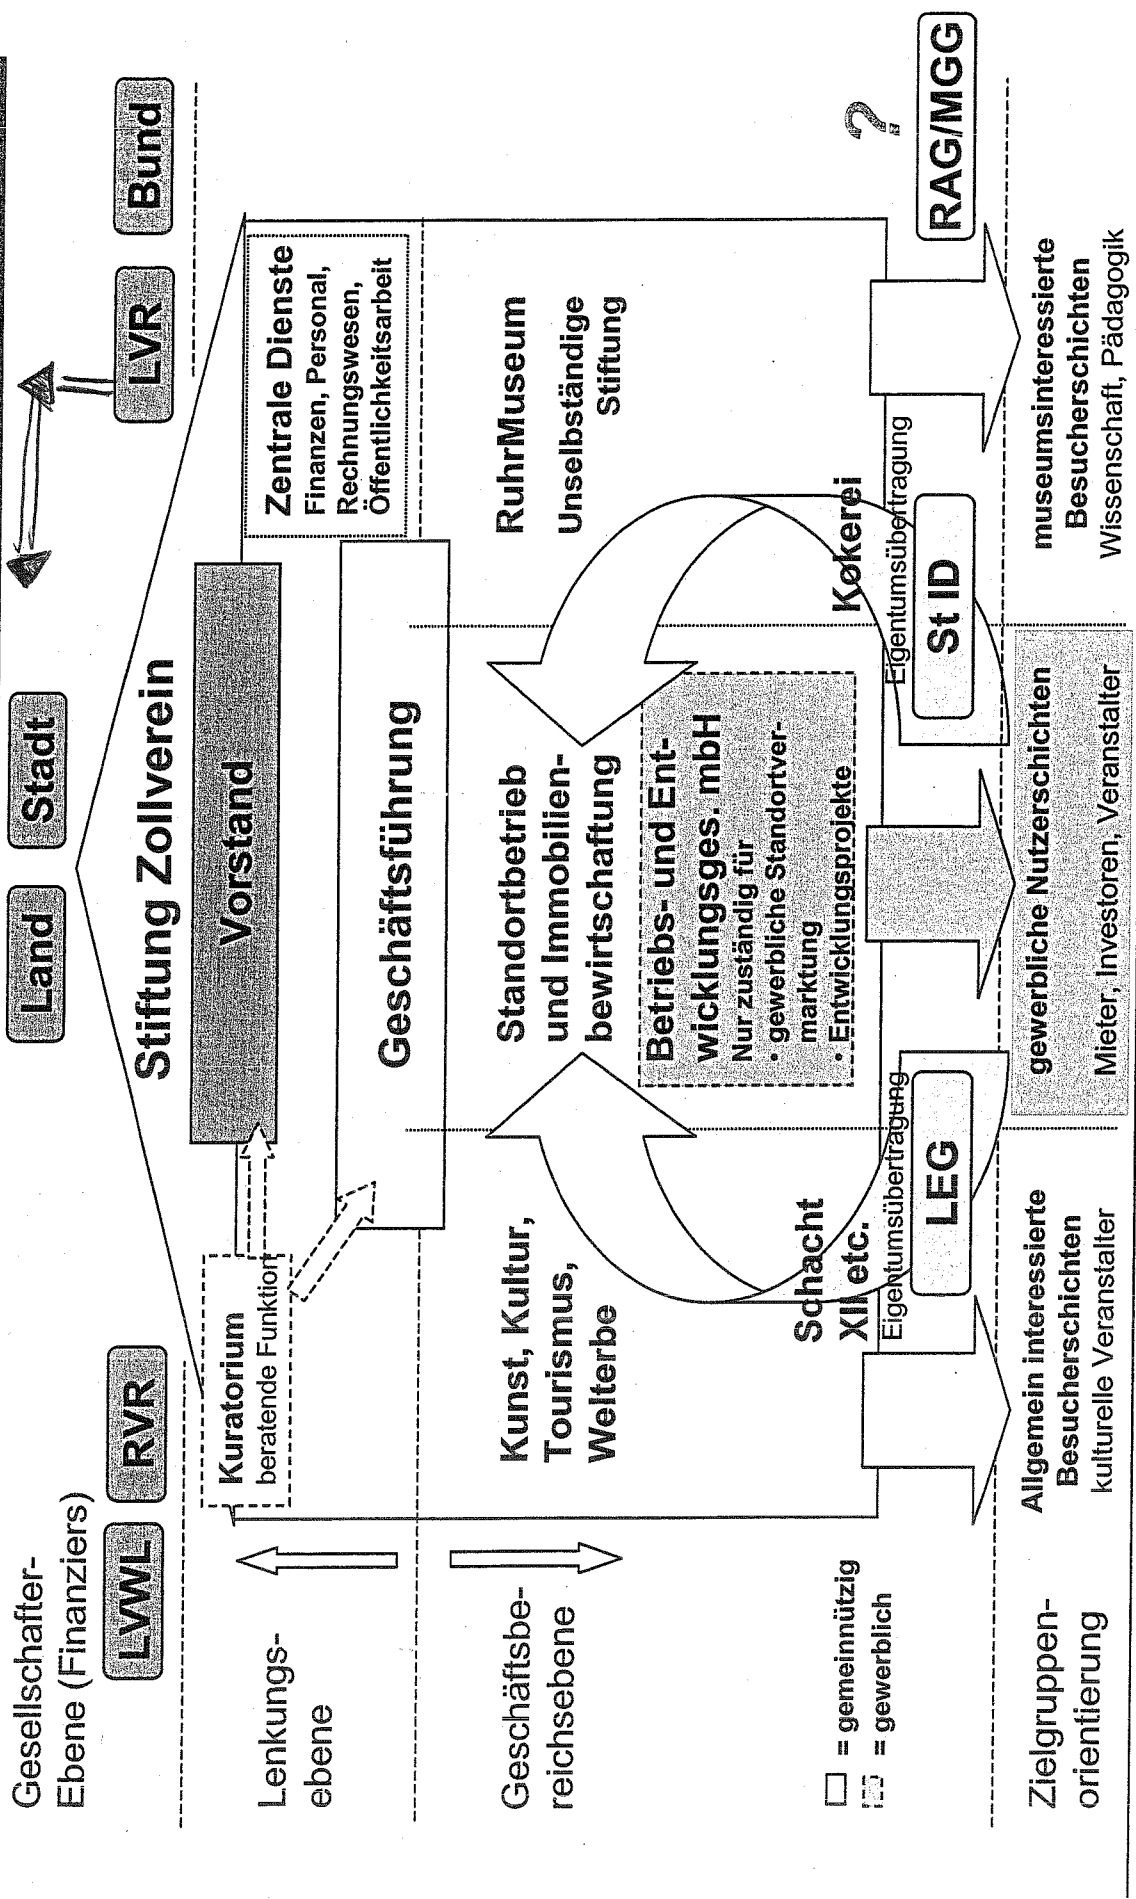 Gesellschafter-
Ebene (Finanziers)
LVWL
RVR
Land
Stadt
LVR
Bund
Stiftung Zollverein
Lenkungs-
ebene
Kuratorium
beratende Funktion
Vorstand
Geschäftsführung
Zentrale Dienste
Finanzen, Personal,
Rechnungswesen,
Öffentlichkeitsarbeit
Geschäftsbe-
reichsebene
Kunst, Kultur,
Tourismus,
Welterbe
Standortbetrieb
und Immobilien-
bewirtschaftung
RuhrMuseum
Unselbständige
Stiftung
Betriebs- und Ent-
wicklungsges. mbH
Nur zuständig für
• gewerbliche Standortver-
marktung
• Entwicklungsprojekte
Schacht
XII etc.
Eigentumsübertragung
LEG
Kokerei
Eigentumsübertragung
St ID
?
RAG/MGG
= gemeinnützig
= gewerblich
Zielgruppen-
orientierung
Allgemein interessierte
Besucherschichten
kulturelle Veranstalter
gewerbliche Nutzerschichten
Mieter, Investoren, Veranstalter
museumsinteressierte
Besucherschichten
Wissenschaft, Pädagogik